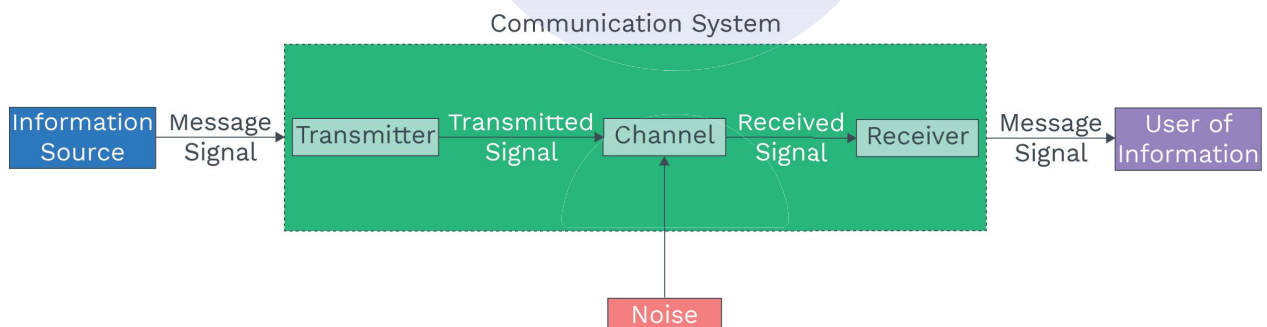 Communication System
Information
Source
Message
Signal
Transmitter
Transmitted
Signal
Channel
Received
Signal
Receiver
Message
Signal
User of
Information
Noise